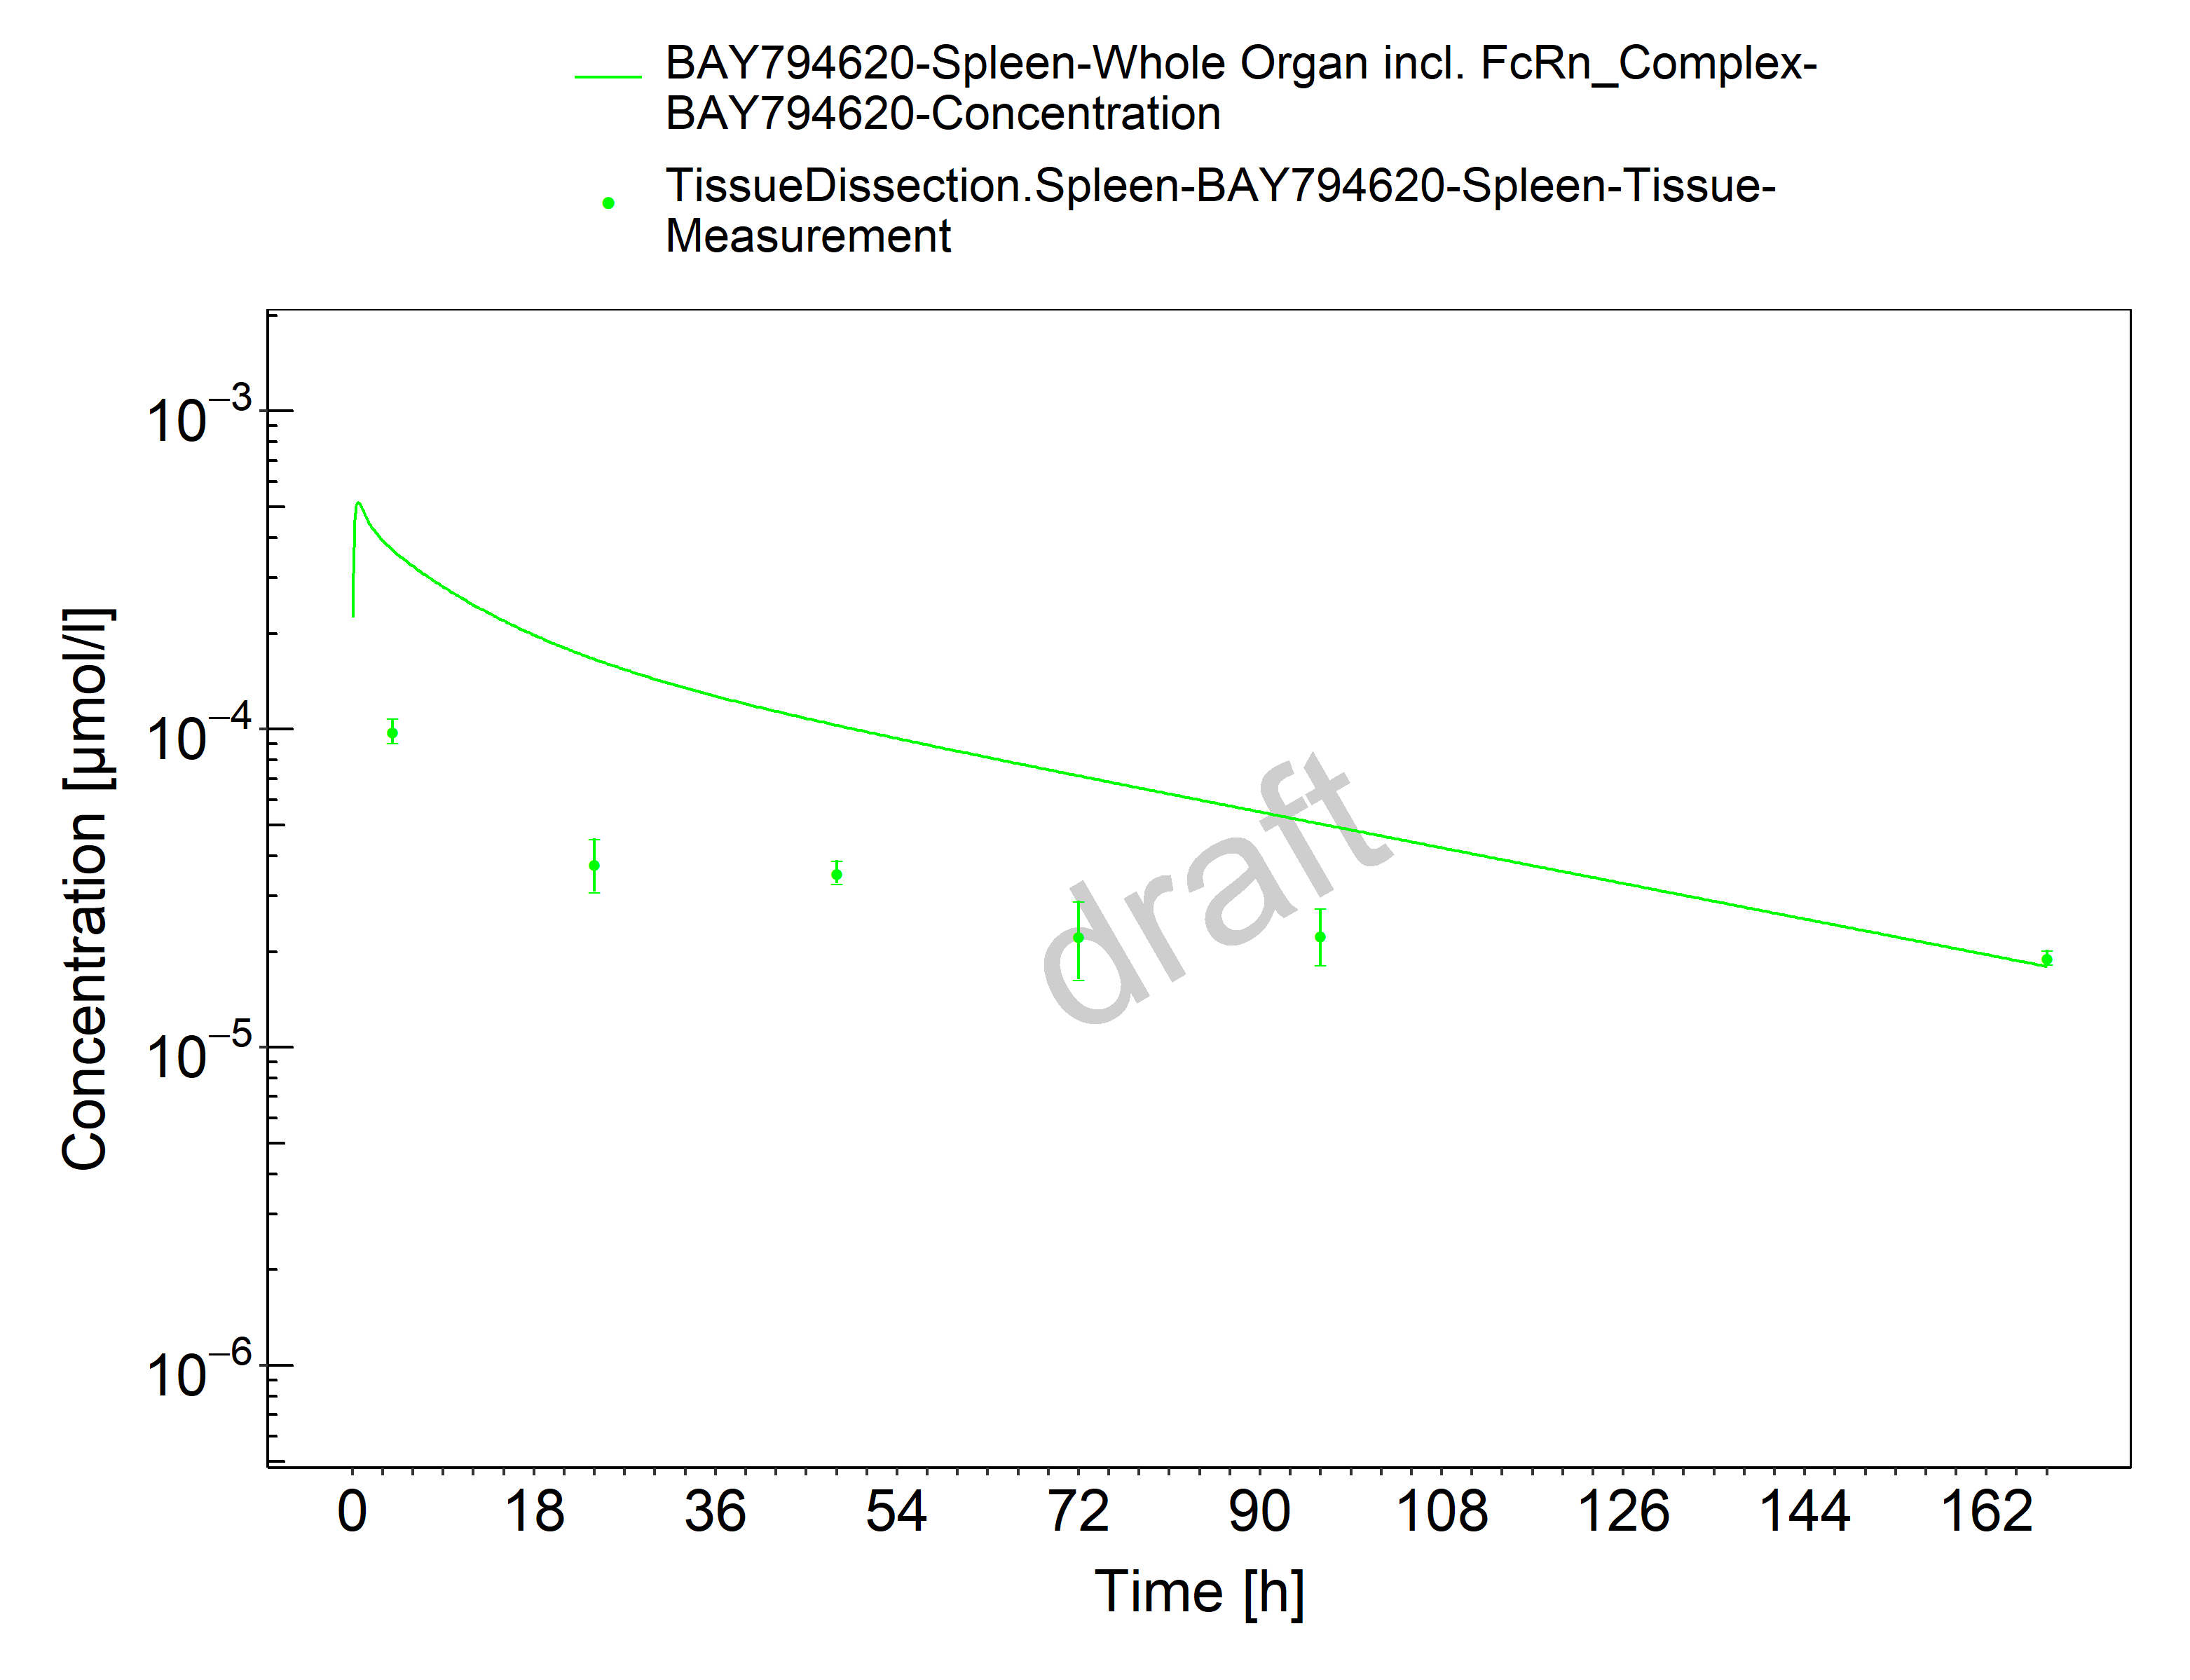 BAY794620-Spleen-Whole Organ incl. FcRn_Complex-
BAY794620-Concentration
TissueDissection.Spleen-BAY794620-Spleen-Tissue-
Measurement
10⁻³
10⁻⁴
10⁻⁵
10⁻⁶
Concentration [µmol/l]
draft
0 18 36 54 72 90 108 126 144 162
Time [h]